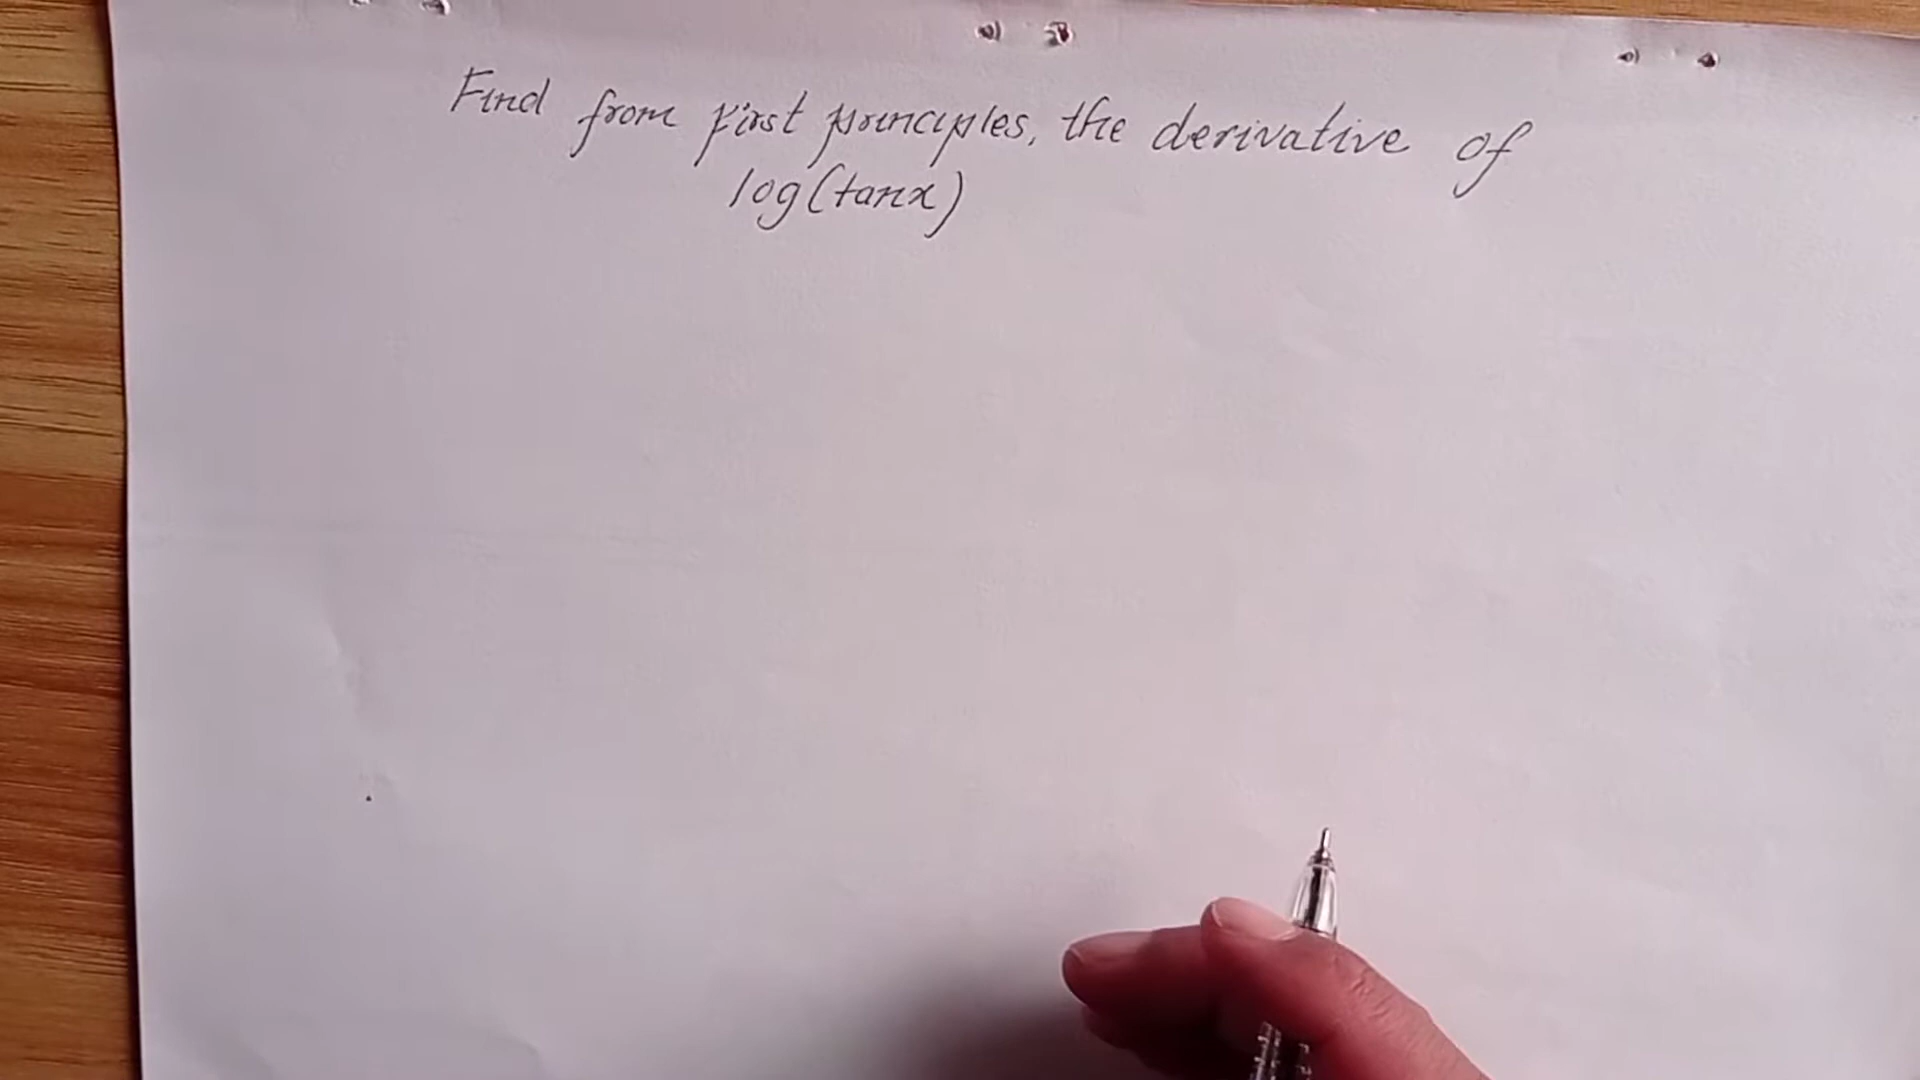 Find from first principles, the derivative of
log(tanx)